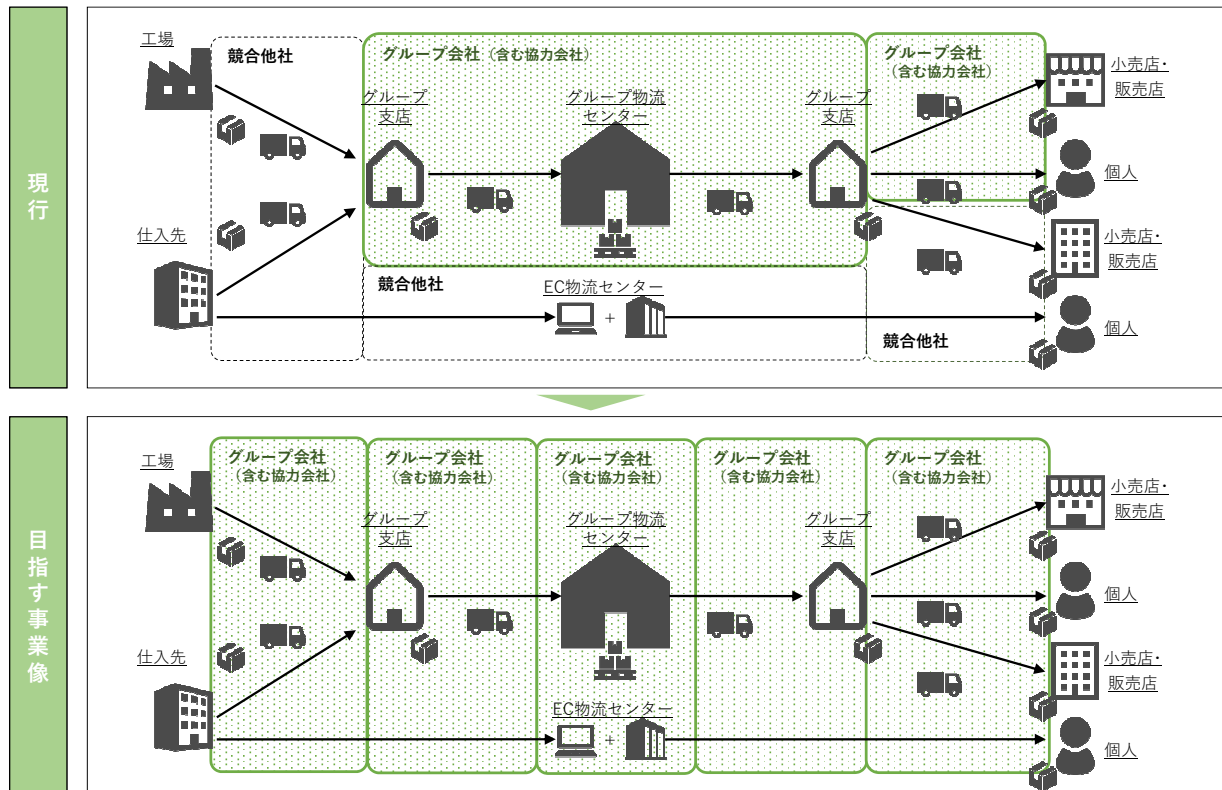 現行
工場
競合他社
グループ会社（含む協力会社）
グループ会社
（含む協力会社）
小売店・
販売店
グループ
支店
グループ物流
センター
グループ
支店
個人
仕入先
小売店・
販売店
競合他社
EC物流センター
+
個人
競合他社
目指す事業像
工場
グループ会社
（含む協力会社）
グループ会社
（含む協力会社）
グループ会社
（含む協力会社）
グループ会社
（含む協力会社）
グループ会社
（含む協力会社）
小売店・
販売店
グループ
支店
グループ物流
センター
グループ
支店
個人
仕入先
小売店・
販売店
EC物流センター
+
個人